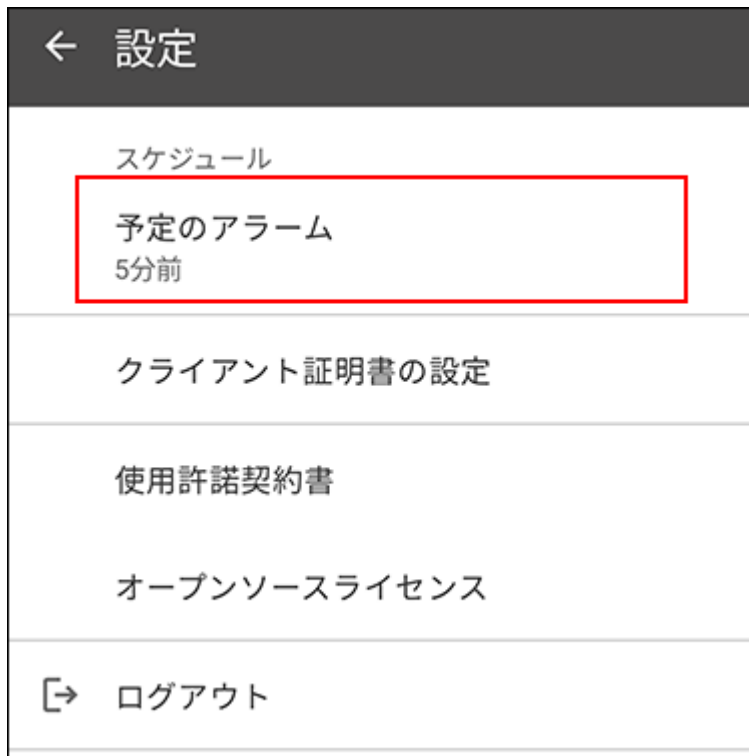 設定
スケジュール
予定のアラーム
5分前
クライアント証明書の設定
使用許諾契約書
オープンソースライセンス
ログアウト